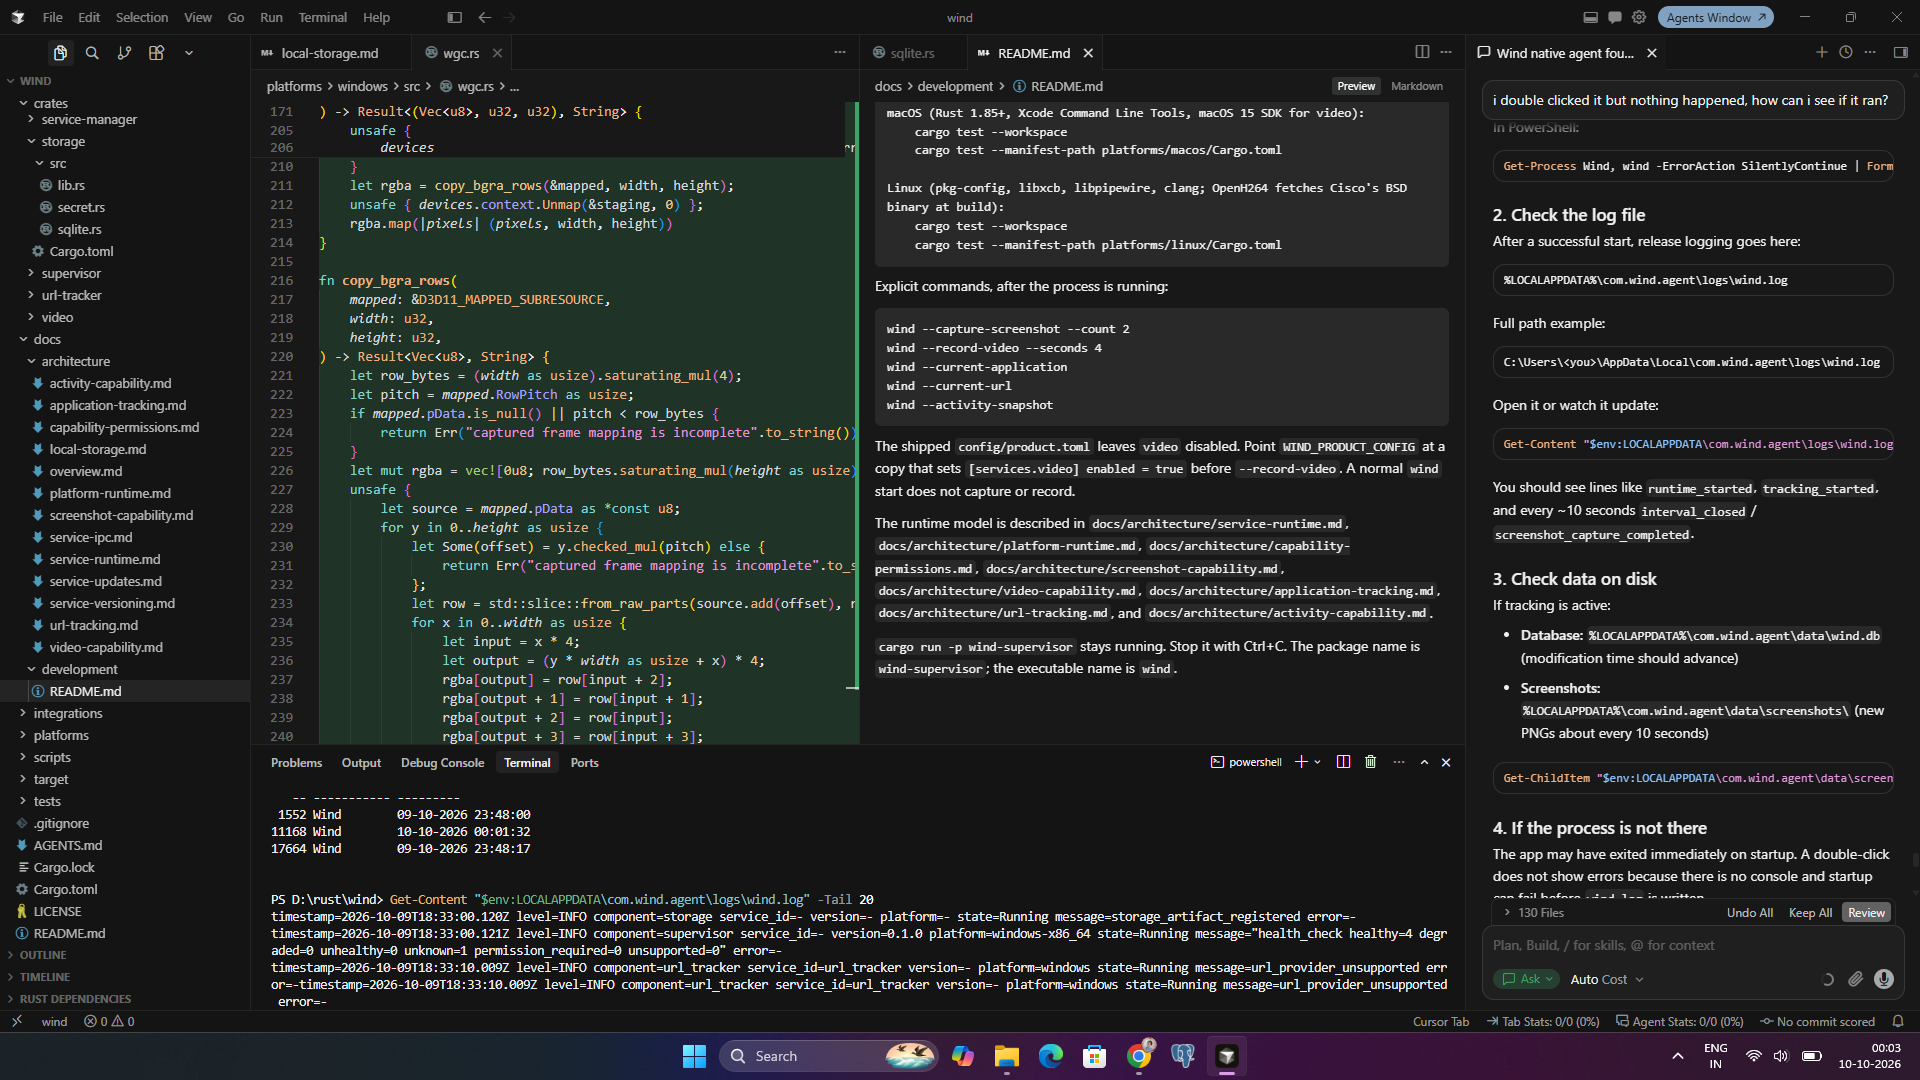 File Edit Selection View Go Run Terminal Help
wind
Agents Window ↗
WIND
crates
service-manager
storage
src
lib.rs
secret.rs
sqlite.rs
Cargo.toml
supervisor
url-tracker
video
docs
architecture
activity-capability.md
application-tracking.md
capability-permissions.md
local-storage.md
overview.md
platform-runtime.md
screenshot-capability.md
service-ipc.md
service-runtime.md
service-updates.md
service-versioning.md
url-tracking.md
video-capability.md
development
README.md
integrations
platforms
scripts
target
tests
.gitignore
AGENTS.md
Cargo.lock
Cargo.toml
LICENSE
README.md
OUTLINE
TIMELINE
RUST DEPENDENCIES
local-storage.md wgc.rs
platforms > windows > src > wgc.rs > ...
171 ) -> Result<(Vec<u8>, u32, u32), String> {
205 unsafe {
206 devices
210 }
211 let rgba = copy_bgra_rows(&mapped, width, height);
212 unsafe { devices.context.Unmap(&staging, 0) };
213 rgba.map(|pixels| (pixels, width, height))
214 }
215
216 fn copy_bgra_rows(
217 mapped: &D3D11_MAPPED_SUBRESOURCE,
218 width: u32,
219 height: u32,
220 ) -> Result<Vec<u8>, String> {
221 let row_bytes = (width as usize).saturating_mul(4);
222 let pitch = mapped.RowPitch as usize;
223 if mapped.pData.is_null() || pitch < row_bytes {
224 return Err("captured frame mapping is incomplete".to_string())
225 }
226 let mut rgba = vec![0u8; row_bytes.saturating_mul(height as usize)
227 unsafe {
228 let source = mapped.pData as *const u8;
229 for y in 0..height as usize {
230 let Some(offset) = y.checked_mul(pitch) else {
231 return Err("captured frame mapping is incomplete".to_s
232 };
233 let row = std::slice::from_raw_parts(source.add(offset), r
234 for x in 0..width as usize {
235 let input = x * 4;
236 let output = (y * width as usize + x) * 4;
237 rgba[output] = row[input + 2];
238 rgba[output + 1] = row[input + 1];
239 rgba[output + 2] = row[input];
240 rgba[output + 3] = row[input + 3];
sqlite.rs README.md
docs > development > README.md
Preview Markdown
macOS (Rust 1.85+, Xcode Command Line Tools, macOS 15 SDK for video):
cargo test --workspace
cargo test --manifest-path platforms/macos/Cargo.toml
Linux (pkg-config, libxcb, libpipewire, clang; OpenH264 fetches Cisco's BSD
binary at build):
cargo test --workspace
cargo test --manifest-path platforms/linux/Cargo.toml
Explicit commands, after the process is running:
wind --capture-screenshot --count 2
wind --record-video --seconds 4
wind --current-application
wind --current-url
wind --activity-snapshot
The shipped config/product.toml leaves video disabled. Point WIND_PRODUCT_CONFIG at a
copy that sets [services.video] enabled = true before --record-video. A normal wind
start does not capture or record.
The runtime model is described in docs/architecture/service-runtime.md,
docs/architecture/platform-runtime.md, docs/architecture/capability-
permissions.md, docs/architecture/screenshot-capability.md,
docs/architecture/video-capability.md, docs/architecture/application-tracking.md,
docs/architecture/url-tracking.md, and docs/architecture/activity-capability.md.
cargo run -p wind-supervisor stays running. Stop it with Ctrl+C. The package name is
wind-supervisor; the executable name is wind.
Problems Output Debug Console Terminal Ports
powershell
1552 Wind 09-10-2026 23:48:00
11168 Wind 10-10-2026 00:01:32
17664 Wind 09-10-2026 23:48:17
PS D:\rust\wind> Get-Content "$env:LOCALAPPDATA\com.wind.agent\logs\wind.log" -Tail 20
timestamp=2026-10-09T18:33:00.120Z level=INFO component=storage service_id=- version=- platform=- state=Running message=storage_artifact_registered error=-
timestamp=2026-10-09T18:33:00.121Z level=INFO component=supervisor service_id=- version=0.1.0 platform=windows-x86_64 state=Running message="health_check healthy=4 degr
aded=0 unhealthy=0 unknown=1 permission_required=0 unsupported=0" error=-
timestamp=2026-10-09T18:33:10.009Z level=INFO component=url_tracker service_id=url_tracker version=- platform=windows state=Running message=url_provider_unsupported err
or=-timestamp=2026-10-09T18:33:10.009Z level=INFO component=url_tracker service_id=url_tracker version=- platform=windows state=Running message=url_provider_unsupported
error=-
Wind native agent fou...
i double clicked it but nothing happened, how can i see if it ran?
In PowerShell:
Get-Process Wind, wind -ErrorAction SilentlyContinue | Form
2. Check the log file
After a successful start, release logging goes here:
%LOCALAPPDATA%\com.wind.agent\logs\wind.log
Full path example:
C:\Users\<you>\AppData\Local\com.wind.agent\logs\wind.log
Open it or watch it update:
Get-Content "$env:LOCALAPPDATA\com.wind.agent\logs\wind.log
You should see lines like runtime_started, tracking_started,
and every ~10 seconds interval_closed /
screenshot_capture_completed.
3. Check data on disk
If tracking is active:
• Database: %LOCALAPPDATA%\com.wind.agent\data\wind.db
(modification time should advance)
• Screenshots:
%LOCALAPPDATA%\com.wind.agent\data\screenshots\ (new
PNGs about every 10 seconds)
Get-ChildItem "$env:LOCALAPPDATA\com.wind.agent\data\screen
4. If the process is not there
The app may have exited immediately on startup. A double-click
does not show errors because there is no console and startup
can fail before wind.log is written.
130 Files Undo All Keep All Review
Plan, Build, / for skills, @ for context
Ask Auto Cost
wind 0 0
Cursor Tab Tab Stats: 0/0 (0%) Agent Stats: 0/0 (0%) No commit scored
Search
ENG
IN
00:03
10-10-2026